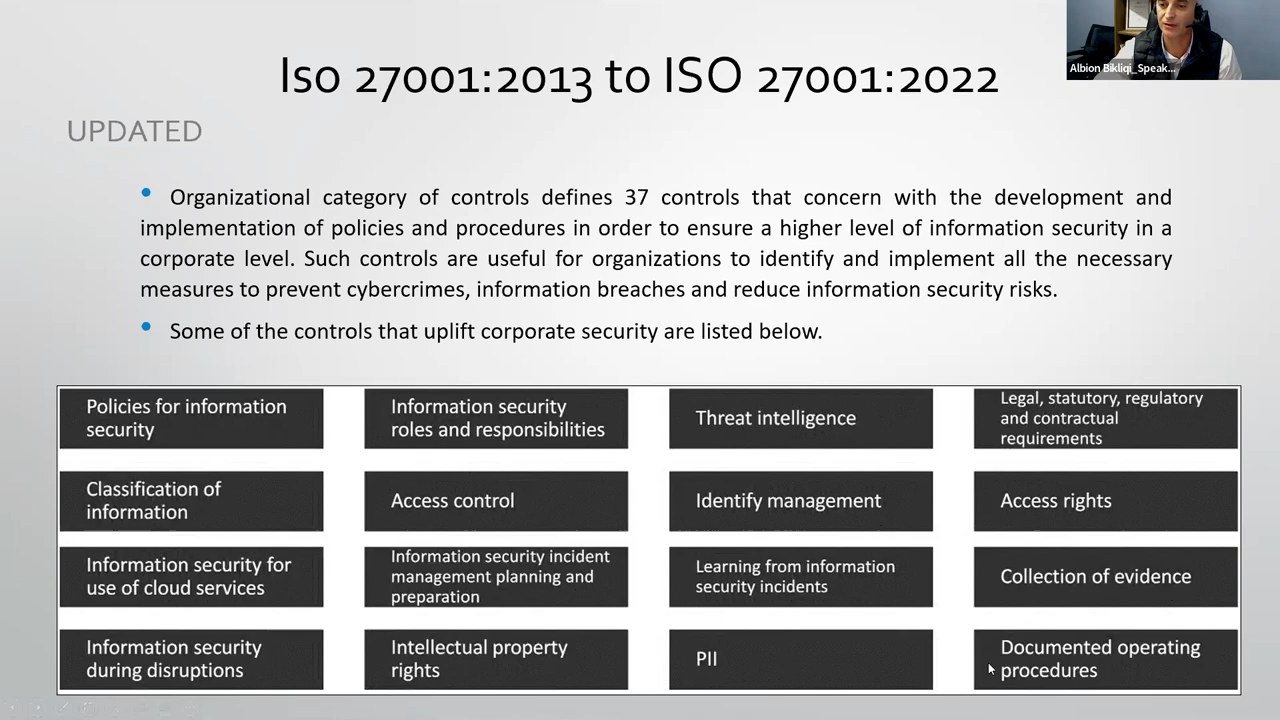 Iso 27001:2013 to ISO 27001:2022
Albion Bikliqi_Speak...
UPDATED
• Organizational category of controls defines 37 controls that concern with the development and
implementation of policies and procedures in order to ensure a higher level of information security in a
corporate level. Such controls are useful for organizations to identify and implement all the necessary
measures to prevent cybercrimes, information breaches and reduce information security risks.
• Some of the controls that uplift corporate security are listed below.
Policies for information
security
Information security
roles and responsibilities
Threat intelligence
Legal, statutory, regulatory
and contractual
requirements
Classification of
information
Access control
Identify management
Access rights
Information security for
use of cloud services
Information security incident
management planning and
preparation
Learning from information
security incidents
Collection of evidence
Information security
during disruptions
Intellectual property
rights
PII
Documented operating
procedures